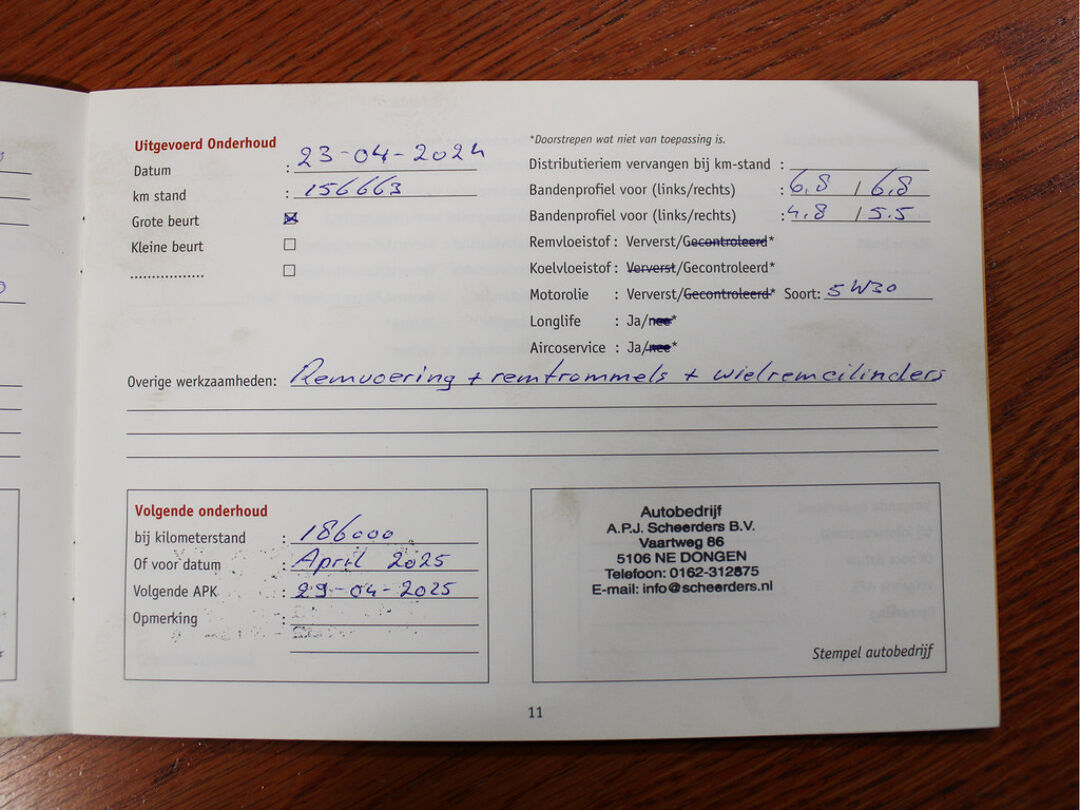 Uitgevoerd Onderhoud
Datum : 23-04-2024
km stand : 156663
Grote beurt
Kleine beurt
..................
*Doorstrepen wat niet van toepassing is.
Distributieriem vervangen bij km-stand :
Bandenprofiel voor (links/rechts) : 6,8 / 6,8
Bandenprofiel voor (links/rechts) : 4.8 / 5.5
Remvloeistof : Ververst/Gecontroleerd*
Koelvloeistof : Ververst/Gecontroleerd*
Motorolie : Ververst/Gecontroleerd* Soort: 5W30
Longlife : Ja/nee*
Aircoservice : Ja/nee*
Overige werkzaamheden: Remvoering + remtrommels + wielremcilinders
Volgende onderhoud
bij kilometerstand : 186000
Of voor datum : April 2025
Volgende APK : 29-04-2025
Opmerking :
Autobedrijf
A.P.J. Scheerders B.V.
Vaartweg 86
5106 NE DONGEN
Telefoon: 0162-312875
E-mail: info@scheerders.nl
Stempel autobedrijf
11